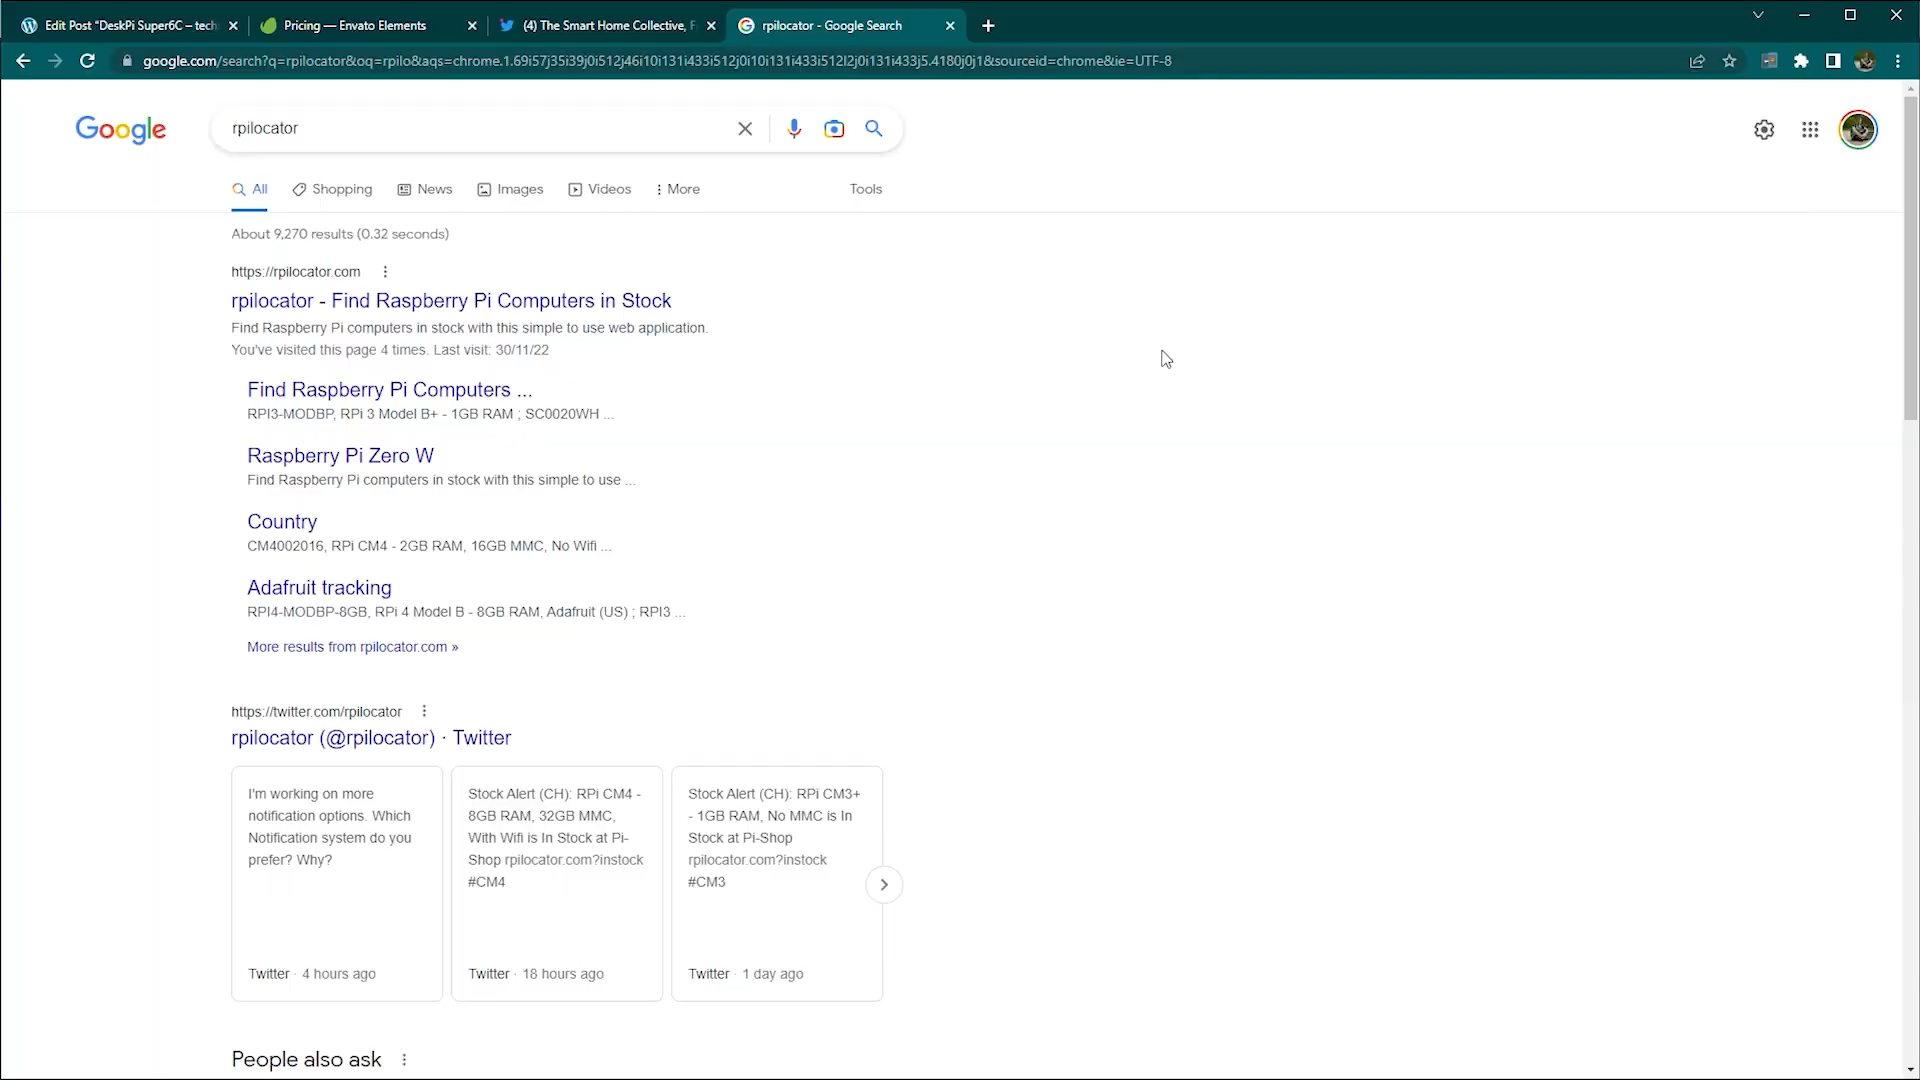 Edit Post "DeskPi Super6C – tech
Pricing — Envato Elements
(4) The Smart Home Collective, F
rpilocator - Google Search
google.com/search?q=rpilocator&oq=rpilo&aqs=chrome.1.69i57j35i39j0i512j46i10i131i433i512j0i10i131i433i512l2j0i131i433j5.4180j0j1&sourceid=chrome&ie=UTF-8
Google
rpilocator
All
Shopping
News
Images
Videos
More
Tools
About 9,270 results (0.32 seconds)
https://rpilocator.com
rpilocator - Find Raspberry Pi Computers in Stock
Find Raspberry Pi computers in stock with this simple to use web application.
You've visited this page 4 times. Last visit: 30/11/22
Find Raspberry Pi Computers ...
RPI3-MODBP, RPi 3 Model B+ - 1GB RAM ; SC0020WH ...
Raspberry Pi Zero W
Find Raspberry Pi computers in stock with this simple to use ...
Country
CM4002016, RPi CM4 - 2GB RAM, 16GB MMC, No Wifi ...
Adafruit tracking
RPI4-MODBP-8GB, RPi 4 Model B - 8GB RAM, Adafruit (US) ; RPI3 ...
More results from rpilocator.com »
https://twitter.com/rpilocator
rpilocator (@rpilocator) · Twitter
I'm working on more
notification options. Which
Notification system do you
prefer? Why?
Twitter · 4 hours ago
Stock Alert (CH): RPi CM4 -
8GB RAM, 32GB MMC,
With Wifi is In Stock at Pi-
Shop rpilocator.com?instock
#CM4
Twitter · 18 hours ago
Stock Alert (CH): RPi CM3+
- 1GB RAM, No MMC is In
Stock at Pi-Shop
rpilocator.com?instock
#CM3
Twitter · 1 day ago
People also ask